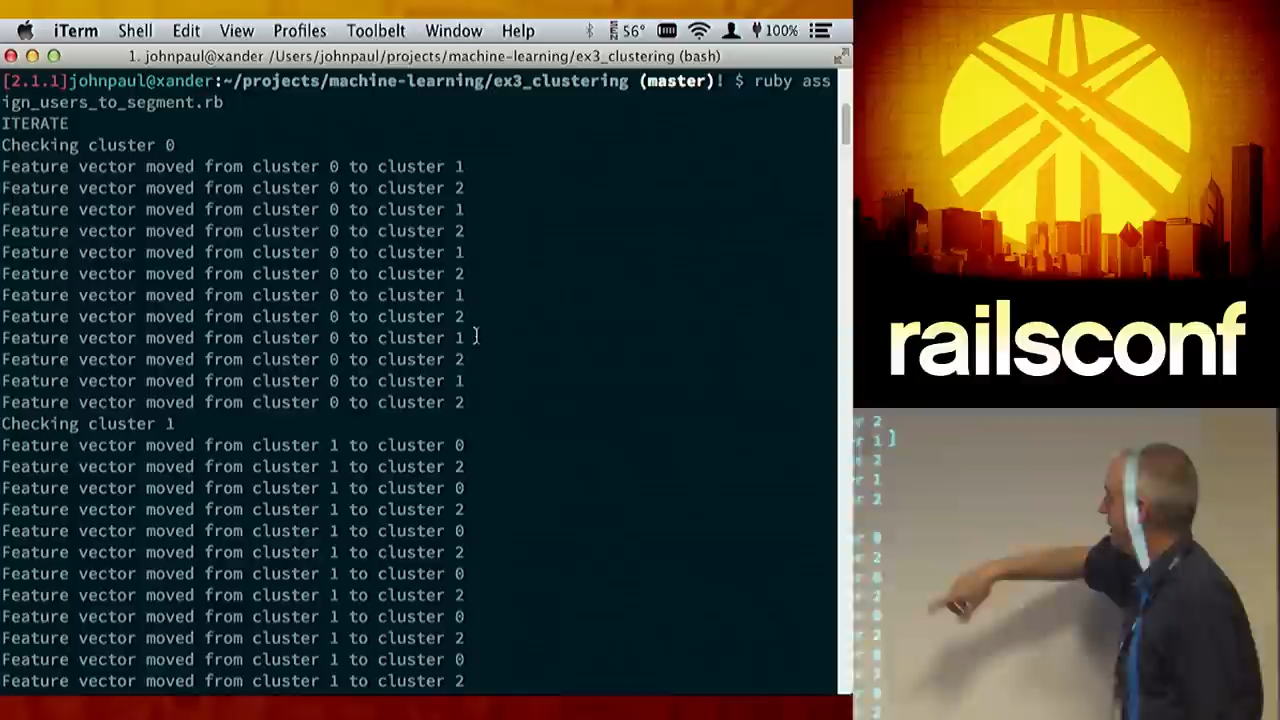 iTerm Shell Edit View Profiles Toolbelt Window Help 56° 100%
1. johnpaul@xander /Users/johnpaul/projects/machine-learning/ex3_clustering (bash)
[2.1.1]johnpaul@xander:~/projects/machine-learning/ex3_clustering (master)! $ ruby ass
ign_users_to_segment.rb
ITERATE
Checking cluster 0
Feature vector moved from cluster 0 to cluster 1
Feature vector moved from cluster 0 to cluster 2
Feature vector moved from cluster 0 to cluster 1
Feature vector moved from cluster 0 to cluster 2
Feature vector moved from cluster 0 to cluster 1
Feature vector moved from cluster 0 to cluster 2
Feature vector moved from cluster 0 to cluster 1
Feature vector moved from cluster 0 to cluster 2
Feature vector moved from cluster 0 to cluster 1
Feature vector moved from cluster 0 to cluster 2
Feature vector moved from cluster 0 to cluster 1
Feature vector moved from cluster 0 to cluster 2
Checking cluster 1
Feature vector moved from cluster 1 to cluster 0
Feature vector moved from cluster 1 to cluster 2
Feature vector moved from cluster 1 to cluster 0
Feature vector moved from cluster 1 to cluster 2
Feature vector moved from cluster 1 to cluster 0
Feature vector moved from cluster 1 to cluster 2
Feature vector moved from cluster 1 to cluster 0
Feature vector moved from cluster 1 to cluster 2
Feature vector moved from cluster 1 to cluster 0
Feature vector moved from cluster 1 to cluster 2
Feature vector moved from cluster 1 to cluster 0
Feature vector moved from cluster 1 to cluster 2
railsconf
r 2
r 1
r 2
r 1
r 2